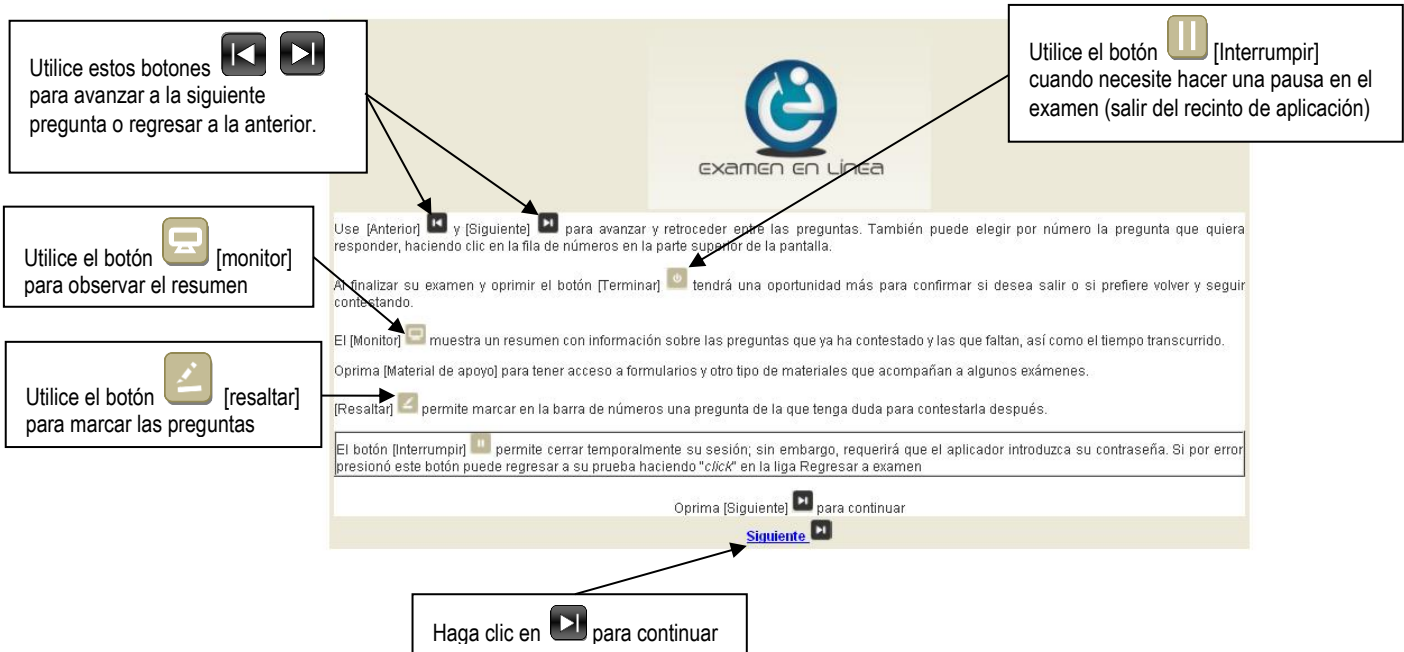 Utilice estos botones
para avanzar a la siguiente
pregunta o regresar a la anterior.
Utilice el botón [Interrumpir]
cuando necesite hacer una pausa en el
examen (salir del recinto de aplicación)
examen en línea
Utilice el botón [monitor]
para observar el resumen
Utilice el botón [resaltar]
para marcar las preguntas
Use [Anterior] y [Siguiente] para avanzar y retroceder entre las preguntas. También puede elegir por número la pregunta que quiera
responder, haciendo clic en la fila de números en la parte superior de la pantalla.
Al finalizar su examen y oprimir el botón [Terminar] tendrá una oportunidad más para confirmar si desea salir o si prefiere volver y seguir
contestando.
El [Monitor] muestra un resumen con información sobre las preguntas que ya ha contestado y las que faltan, así como el tiempo transcurrido.
Oprima [Material de apoyo] para tener acceso a formularios y otro tipo de materiales que acompañan a algunos exámenes.
[Resaltar] permite marcar en la barra de números una pregunta de la que tenga duda para contestarla después.
El botón [Interrumpir] permite cerrar temporalmente su sesión; sin embargo, requerirá que el aplicador introduzca su contraseña. Si por error
presionó este botón puede regresar a su prueba haciendo "click" en la liga Regresar a examen
Oprima [Siguiente] para continuar
Siguiente
Haga clic en para continuar